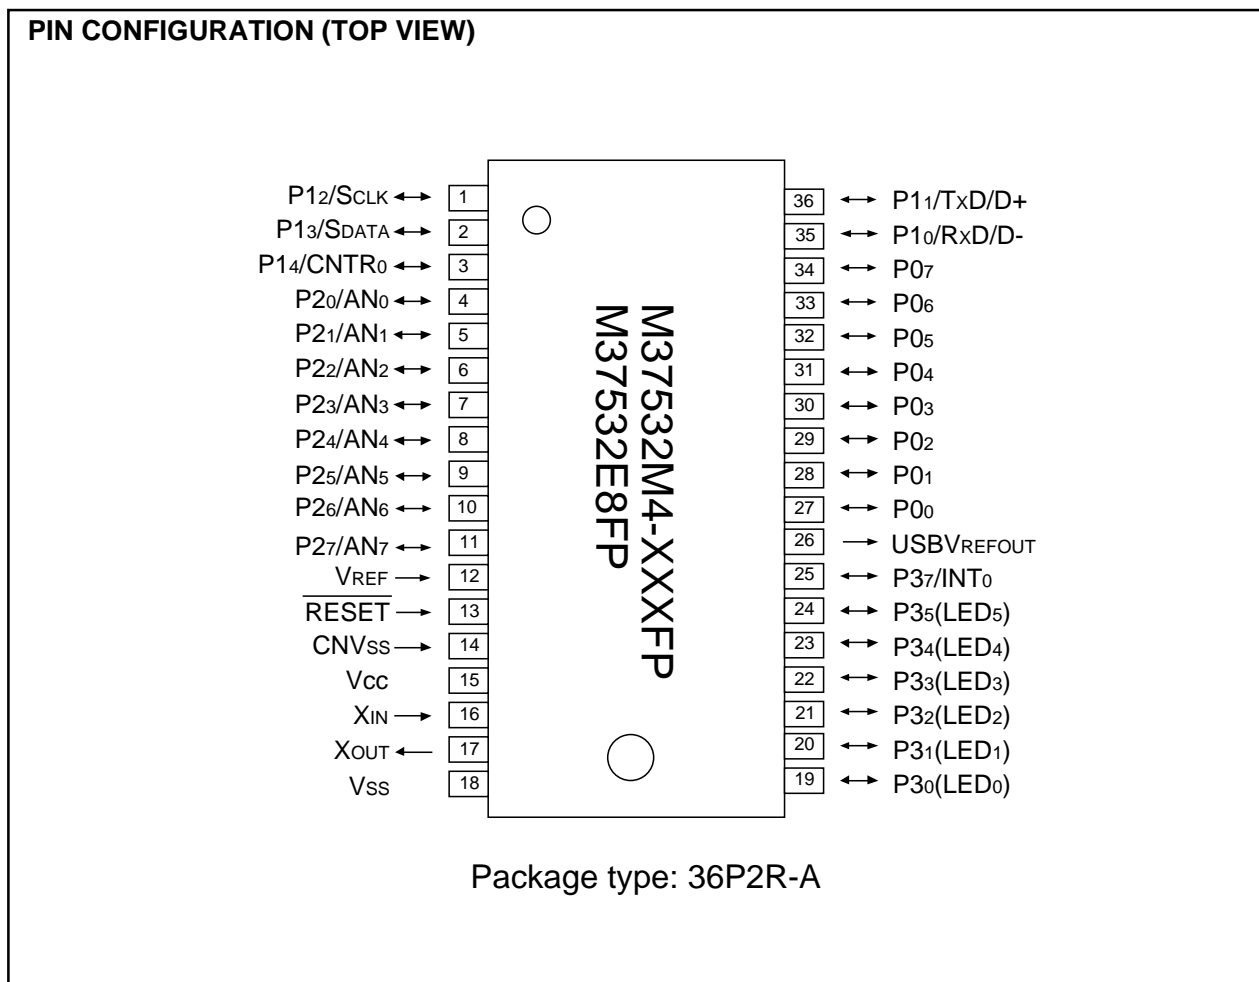 PIN CONFIGURATION (TOP VIEW)
P12/SCLK 1
P13/SDATA 2
P14/CNTR0 3
P20/AN0 4
P21/AN1 5
P22/AN2 6
P23/AN3 7
P24/AN4 8
P25/AN5 9
P26/AN6 10
P27/AN7 11
VREF 12
RESET 13
CNVSS 14
Vcc 15
XIN 16
XOUT 17
VSS 18
M37532M4-XXXFP
M37532E8FP
36 P11/TxD/D+
35 P10/RxD/D-
34 P07
33 P06
32 P05
31 P04
30 P03
29 P02
28 P01
27 P00
26 USBVREFOUT
25 P37/INT0
24 P35(LED5)
23 P34(LED4)
22 P33(LED3)
21 P32(LED2)
20 P31(LED1)
19 P30(LED0)
Package type: 36P2R-A